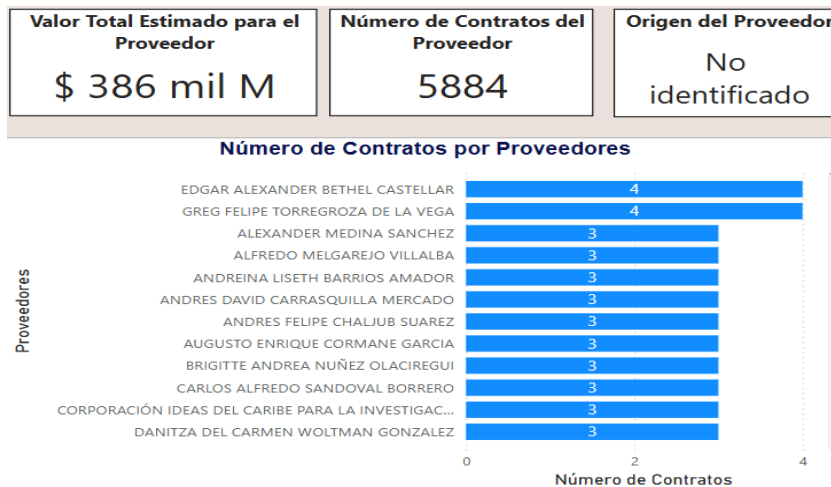 Valor Total Estimado para el
Proveedor
$ 386 mil M
Número de Contratos del
Proveedor
5884
Origen del Proveedor
No
identificado
Número de Contratos por Proveedores
Proveedores
EDGAR ALEXANDER BETHEL CASTELLAR 4
GREG FELIPE TORREGROZA DE LA VEGA 4
ALEXANDER MEDINA SANCHEZ 3
ALFREDO MELGAREJO VILLALBA 3
ANDREINA LISETH BARRIOS AMADOR 3
ANDRES DAVID CARRASQUILLA MERCADO 3
ANDRES FELIPE CHALJUB SUAREZ 3
AUGUSTO ENRIQUE CORMANE GARCIA 3
BRIGITTE ANDREA NUÑEZ OLACIREGUI 3
CARLOS ALFREDO SANDOVAL BORRERO 3
CORPORACIÓN IDEAS DEL CARIBE PARA LA INVESTIGAC... 3
DANITZA DEL CARMEN WOLTMAN GONZALEZ 3
0 2 4
Número de Contratos